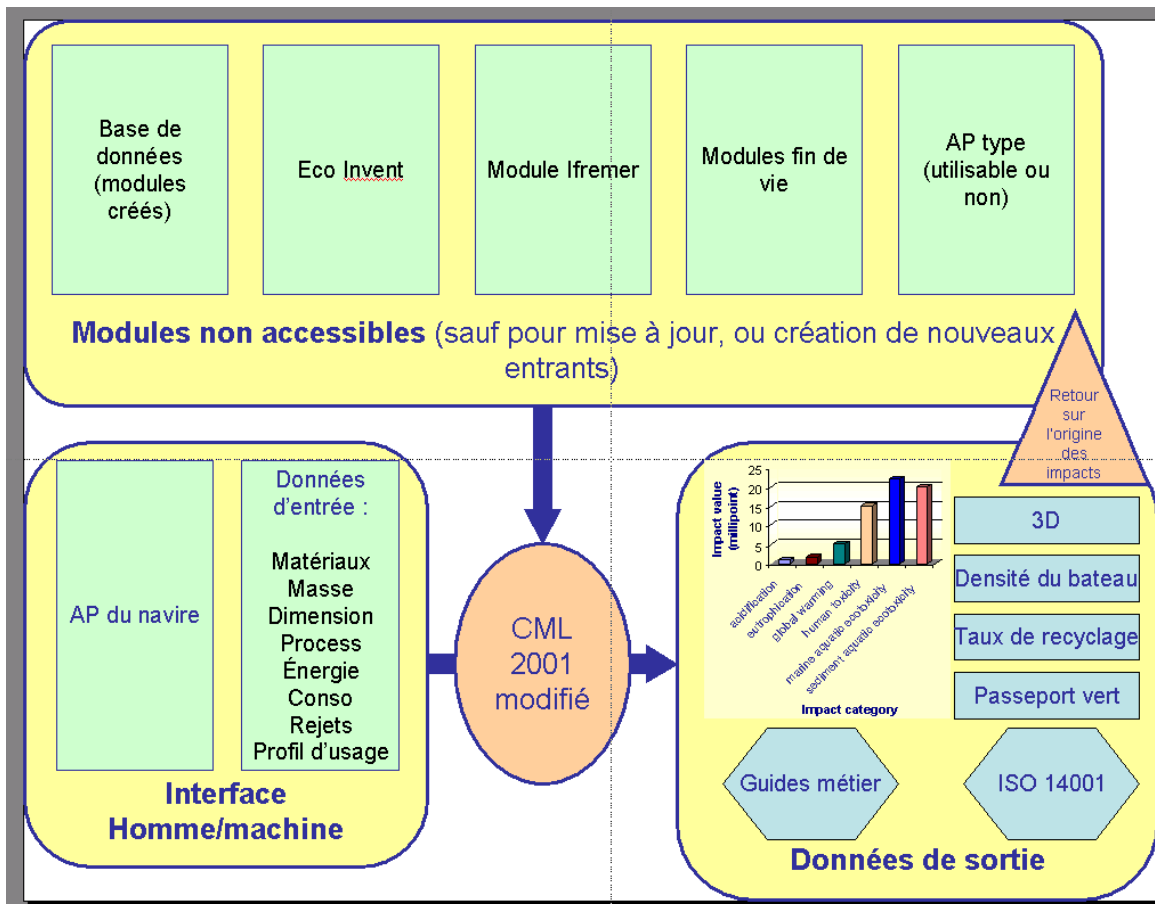 Base de
données
(modules
créés)
Eco Invent
Module Ifremer
Modules fin de
vie
AP type
(utilisable ou
non)
Modules non accessibles (sauf pour mise à jour, ou création de nouveaux
entrants)
Retour
sur
l'origine
des
impacts
AP du navire
Données
d'entrée :
Matériaux
Masse
Dimension
Process
Énergie
Conso
Rejets
Profil d'usage
Interface
Homme/machine
CML
2001
modifié
Impact value
(millipoint)
25
20
15
10
5
0
acidification
eutrophication
global warming
human toxicity
marine aquatic ecotoxicity
sediment aquatic ecotoxicity
Impact category
3D
Densité du bateau
Taux de recyclage
Passeport vert
Guides métier
ISO 14001
Données de sortie